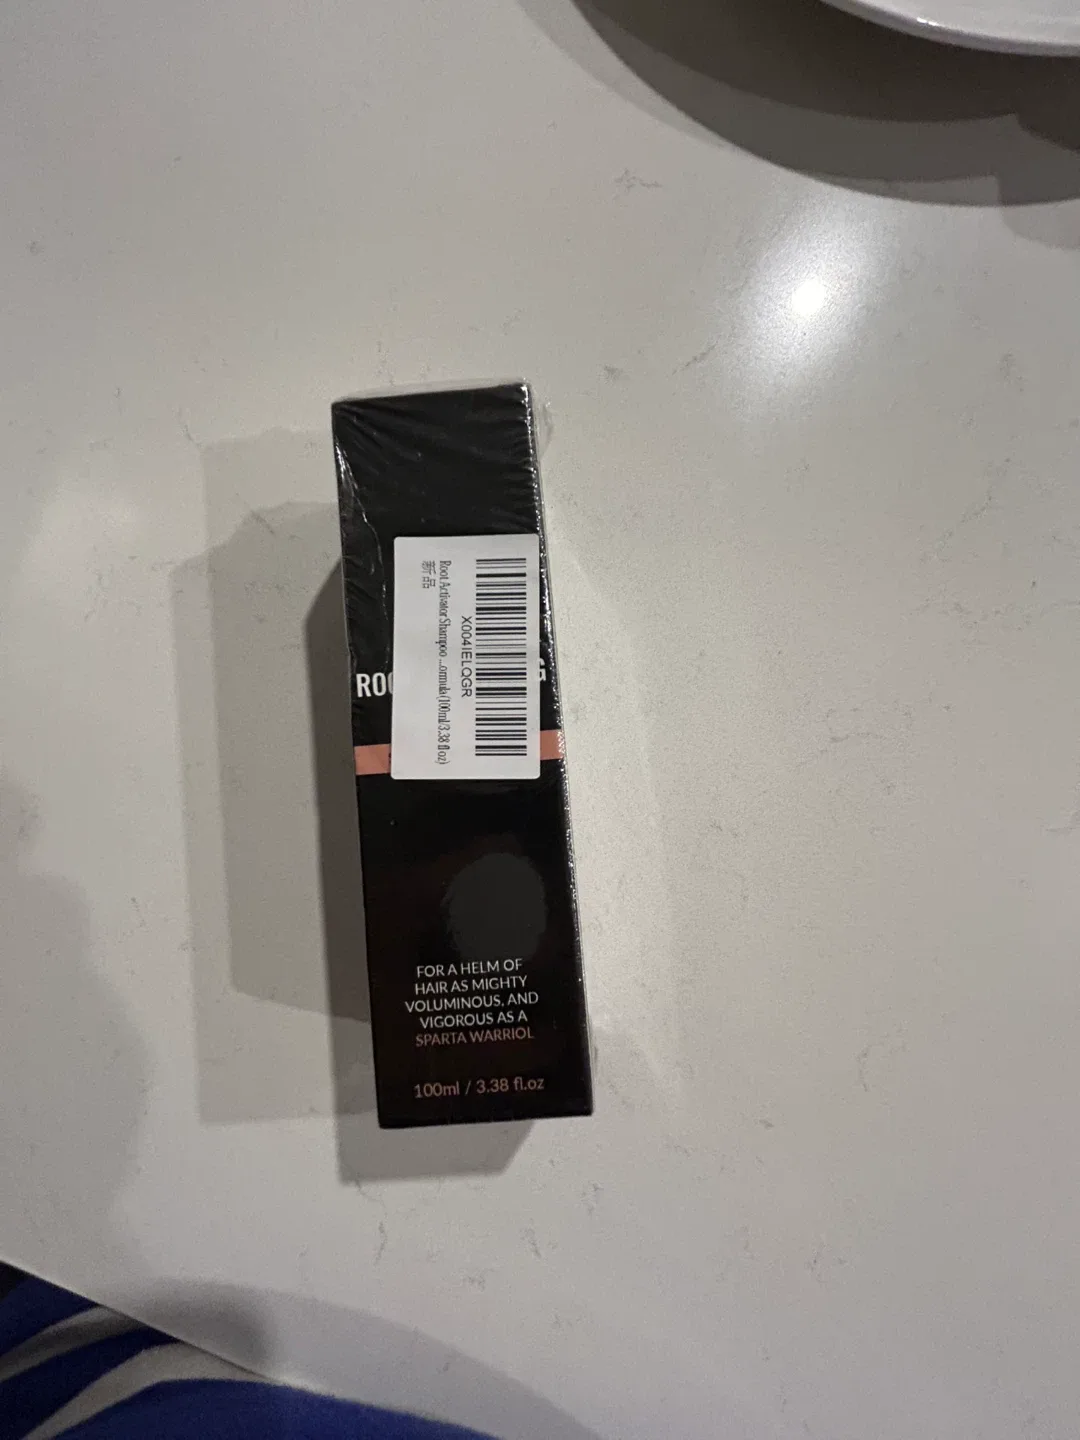 X004IELQGR
Root Activator Shampoo ...ormula (100ml/3.38 fl oz)
新品
ROO
G
FOR A HELM OF
HAIR AS MIGHTY
VOLUMINOUS, AND
VIGOROUS AS A
SPARTA WARRIOL
100ml / 3.38 fl.oz